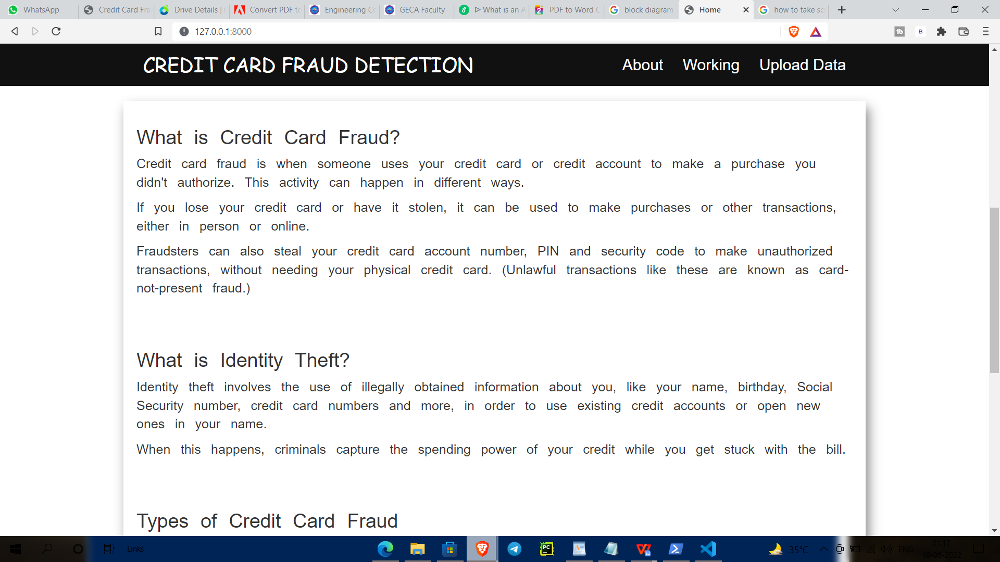 WhatsApp
Credit Card Fra
Drive Details |
Convert PDF to
Engineering Co
GECA Faculty
What is an A
PDF to Word C
block diagram
Home
how to take scr
127.0.0.1:8000
CREDIT CARD FRAUD DETECTION
About Working Upload Data
What is Credit Card Fraud?
Credit card fraud is when someone uses your credit card or credit account to make a purchase you
didn't authorize. This activity can happen in different ways.
If you lose your credit card or have it stolen, it can be used to make purchases or other transactions,
either in person or online.
Fraudsters can also steal your credit card account number, PIN and security code to make unauthorized
transactions, without needing your physical credit card. (Unlawful transactions like these are known as card-
not-present fraud.)
What is Identity Theft?
Identity theft involves the use of illegally obtained information about you, like your name, birthday, Social
Security number, credit card numbers and more, in order to use existing credit accounts or open new
ones in your name.
When this happens, criminals capture the spending power of your credit while you get stuck with the bill.
Types of Credit Card Fraud
Links
35°C
ENG
01:17
10-06-2022